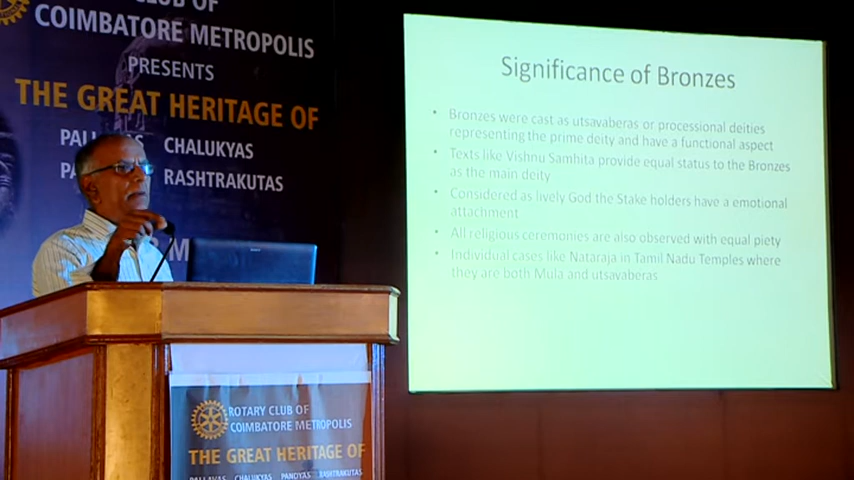 CLUB OF
COIMBATORE METROPOLIS
PRESENTS
THE GREAT HERITAGE OF
CHALUKYAS
RASHTRAKUTAS
Significance of Bronzes
• Bronzes were cast as utsavaberas or processional deities
representing the prime deity and have a functional aspect
• Texts like Vishnu Samhita provide equal status to the Bronzes
as the main deity
• Considered as lively God the Stake holders have a emotional
attachment
• All religious ceremonies are also observed with equal piety
• Individual cases like Nataraja in Tamil Nadu Temples where
they are both Mula and utsavaberas
ROTARY CLUB OF
COIMBATORE METROPOLIS
THE GREAT HERITAGE OF
PALLAVAS CHALUKYAS PANDYAS RASHTRAKUTAS